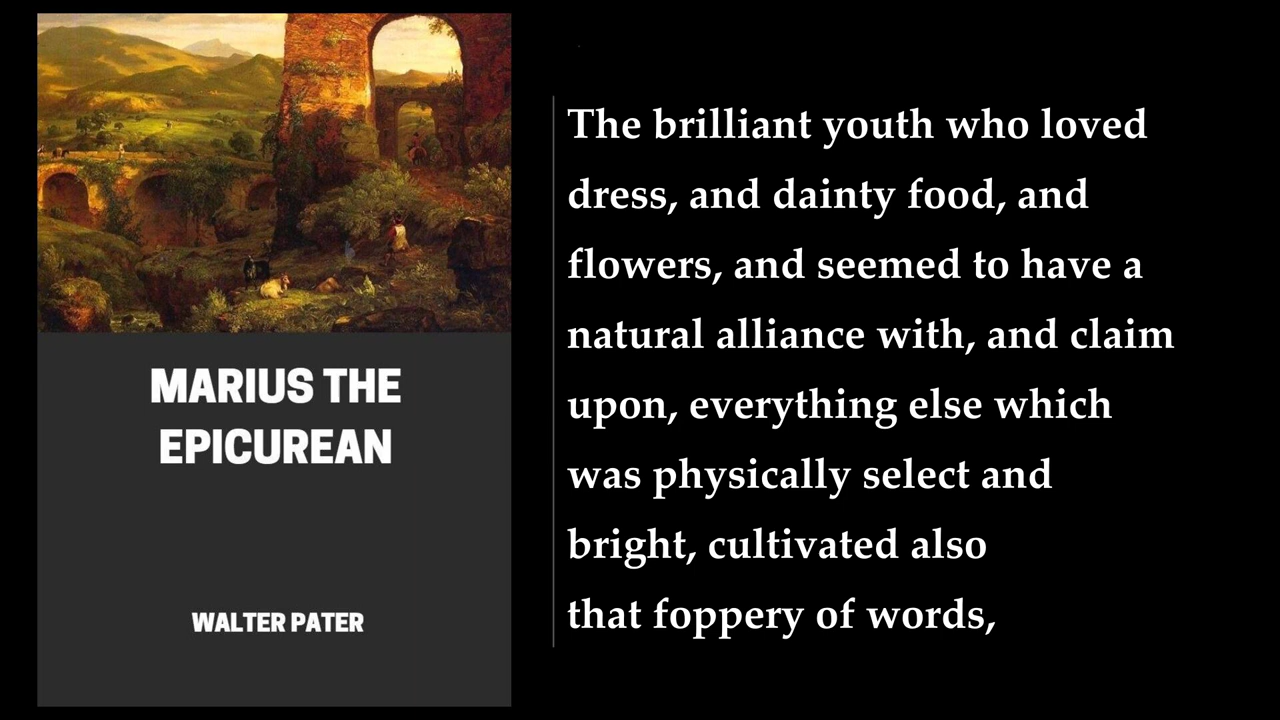 MARIUS THE
EPICUREAN
WALTER PATER
The brilliant youth who loved
dress, and dainty food, and
flowers, and seemed to have a
natural alliance with, and claim
upon, everything else which
was physically select and
bright, cultivated also
that foppery of words,